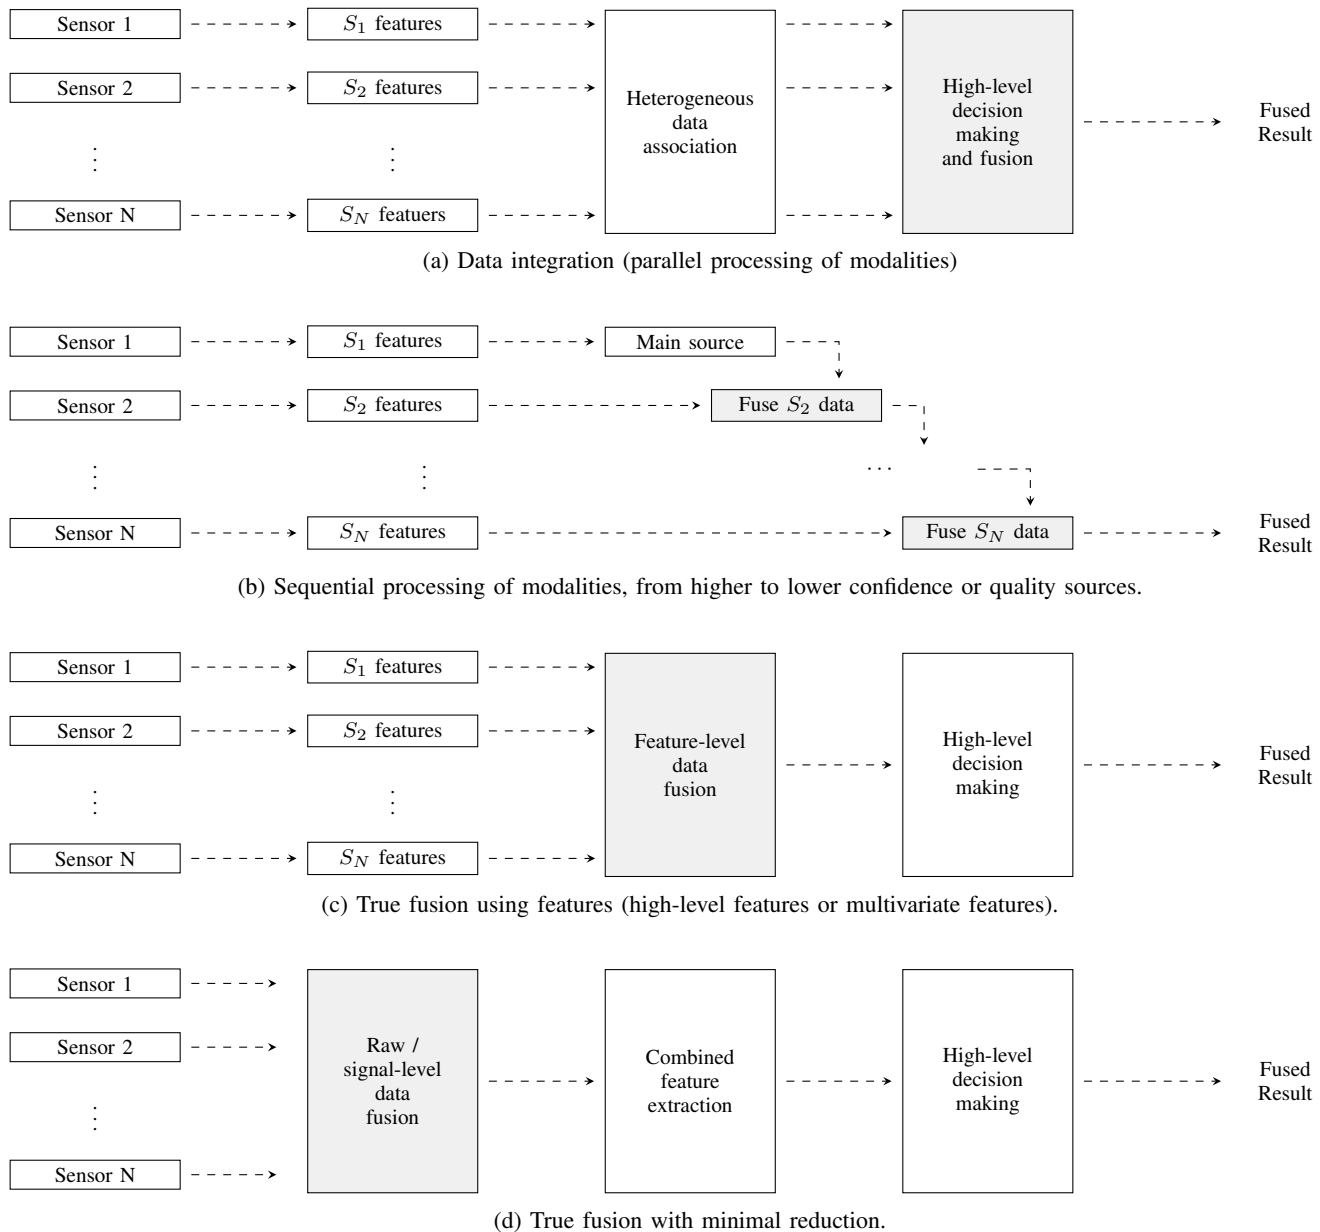 Sensor 1
S1 features
Sensor 2
S2 features
Heterogeneous
data
association
High-level
decision
making
and fusion
Fused
Result
⋮
⋮
Sensor N
SN featuers
(a) Data integration (parallel processing of modalities)
Sensor 1
S1 features
Main source
Sensor 2
S2 features
Fuse S2 data
⋮
⋮
...
Sensor N
SN features
Fuse SN data
Fused
Result
(b) Sequential processing of modalities, from higher to lower confidence or quality sources.
Sensor 1
S1 features
Sensor 2
S2 features
Feature-level
data
fusion
High-level
decision
making
Fused
Result
⋮
⋮
Sensor N
SN features
(c) True fusion using features (high-level features or multivariate features).
Sensor 1
Sensor 2
Raw /
signal-level
data
fusion
Combined
feature
extraction
High-level
decision
making
Fused
Result
⋮
Sensor N
(d) True fusion with minimal reduction.